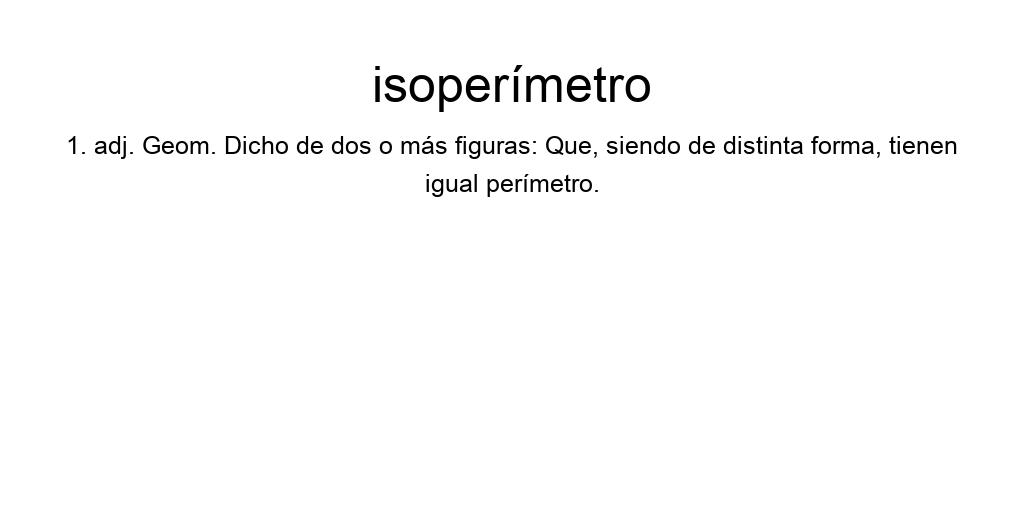 isoperímetro
1. adj. Geom. Dicho de dos o más figuras: Que, siendo de distinta forma, tienen
igual perímetro.